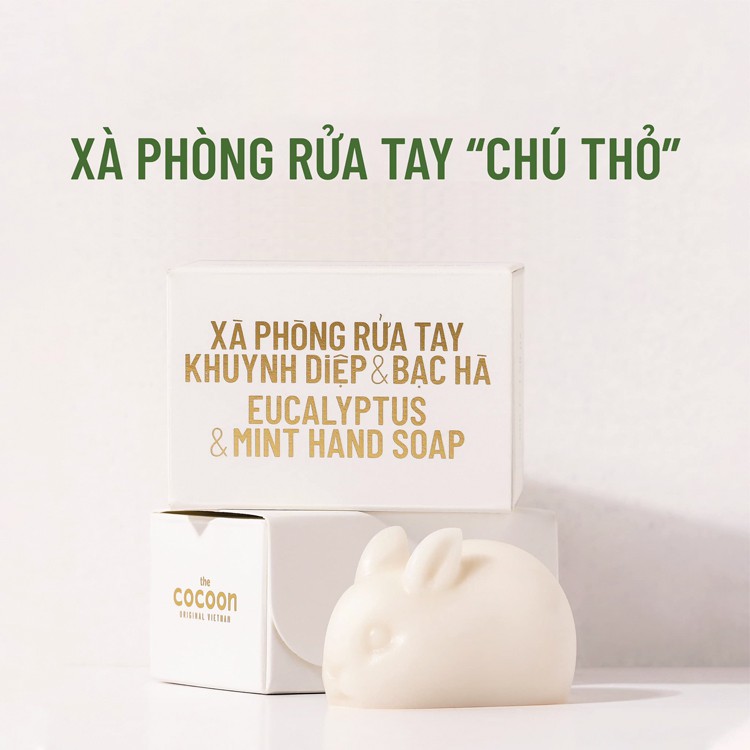 XÀ PHÒNG RỬA TAY “CHÚ THỎ”
XÀ PHÒNG RỬA TAY
KHUYNH DIỆP & BẠC HÀ
EUCALYPTUS
& MINT HAND SOAP
the
cocoon
ORIGINAL VIETNAM